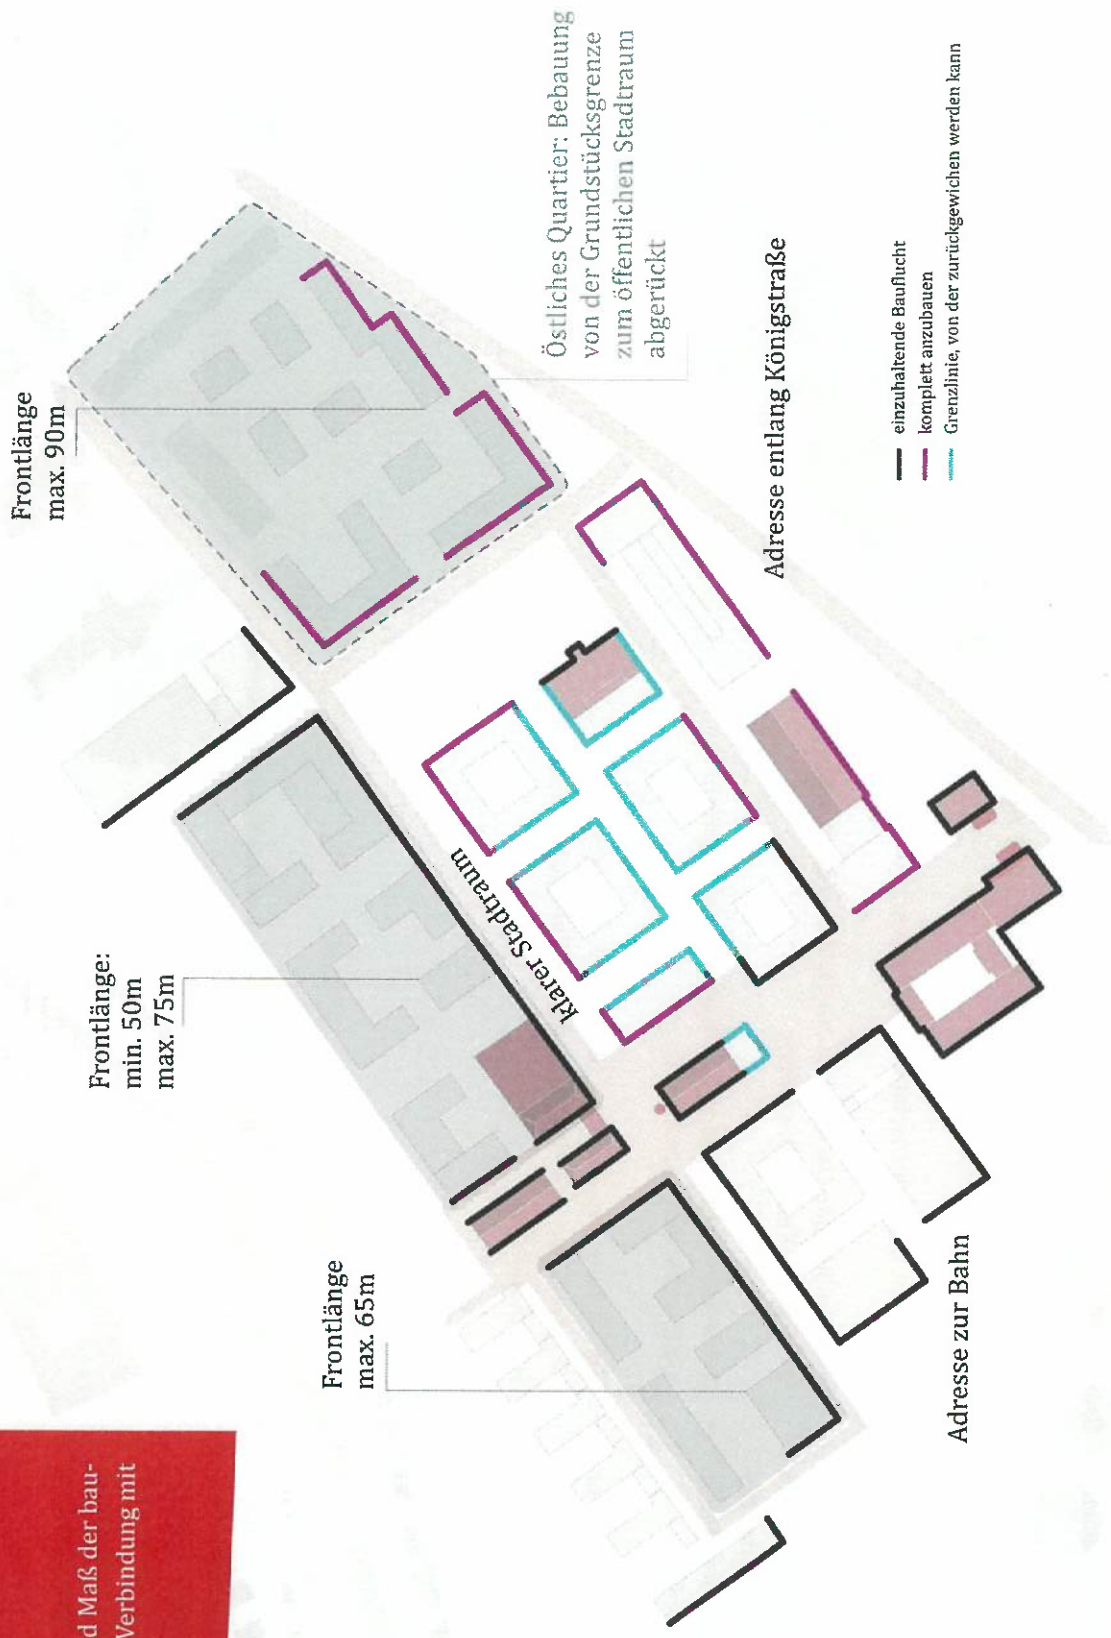 d Maß der bau-
Verbindung mit
Frontlänge
max. 65m
Frontlänge:
min. 50m
max. 75m
Frontlänge
max. 90m
klarer Stadtraum
Östliches Quartier: Bebauung
von der Grundstücksgrenze
zum öffentlichen Stadtraum
abgerückt
Adresse zur Bahn
Adresse entlang Königstraße
einzuhaltende Bauflucht
komplett anzubauen
Grenzlinie, von der zurückgewichen werden kann